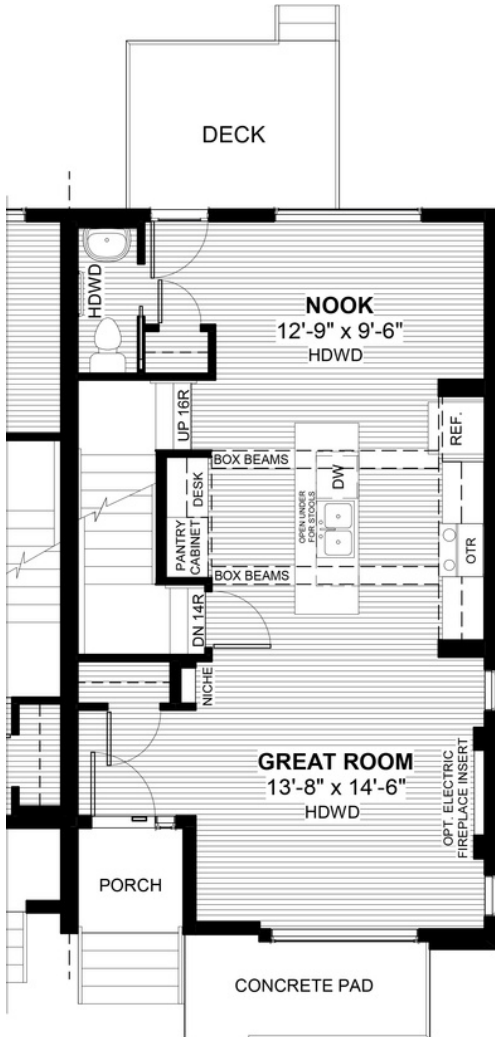 DECK
HDWD
NOOK
12'-9" x 9'-6"
HDWD
UP 16R
REF.
BOX BEAMS
DW
DESK
OPEN UNDER
FOR STOOLS
PANTRY
CABINET
OTR
BOX BEAMS
DN 14R
NICHE
GREAT ROOM
13'-8" x 14'-6"
HDWD
OPT. ELECTRIC
FIREPLACE INSERT
PORCH
CONCRETE PAD